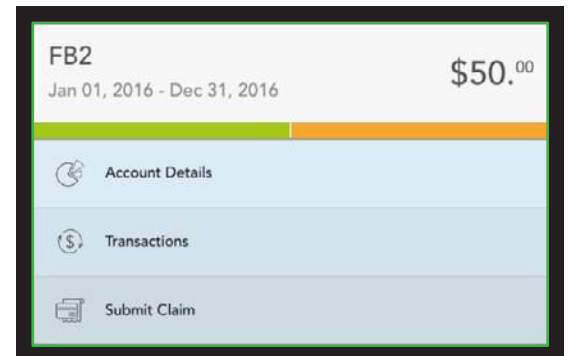 FB2
$50.00
Jan 01, 2016 - Dec 31, 2016
Account Details
Transactions
Submit Claim